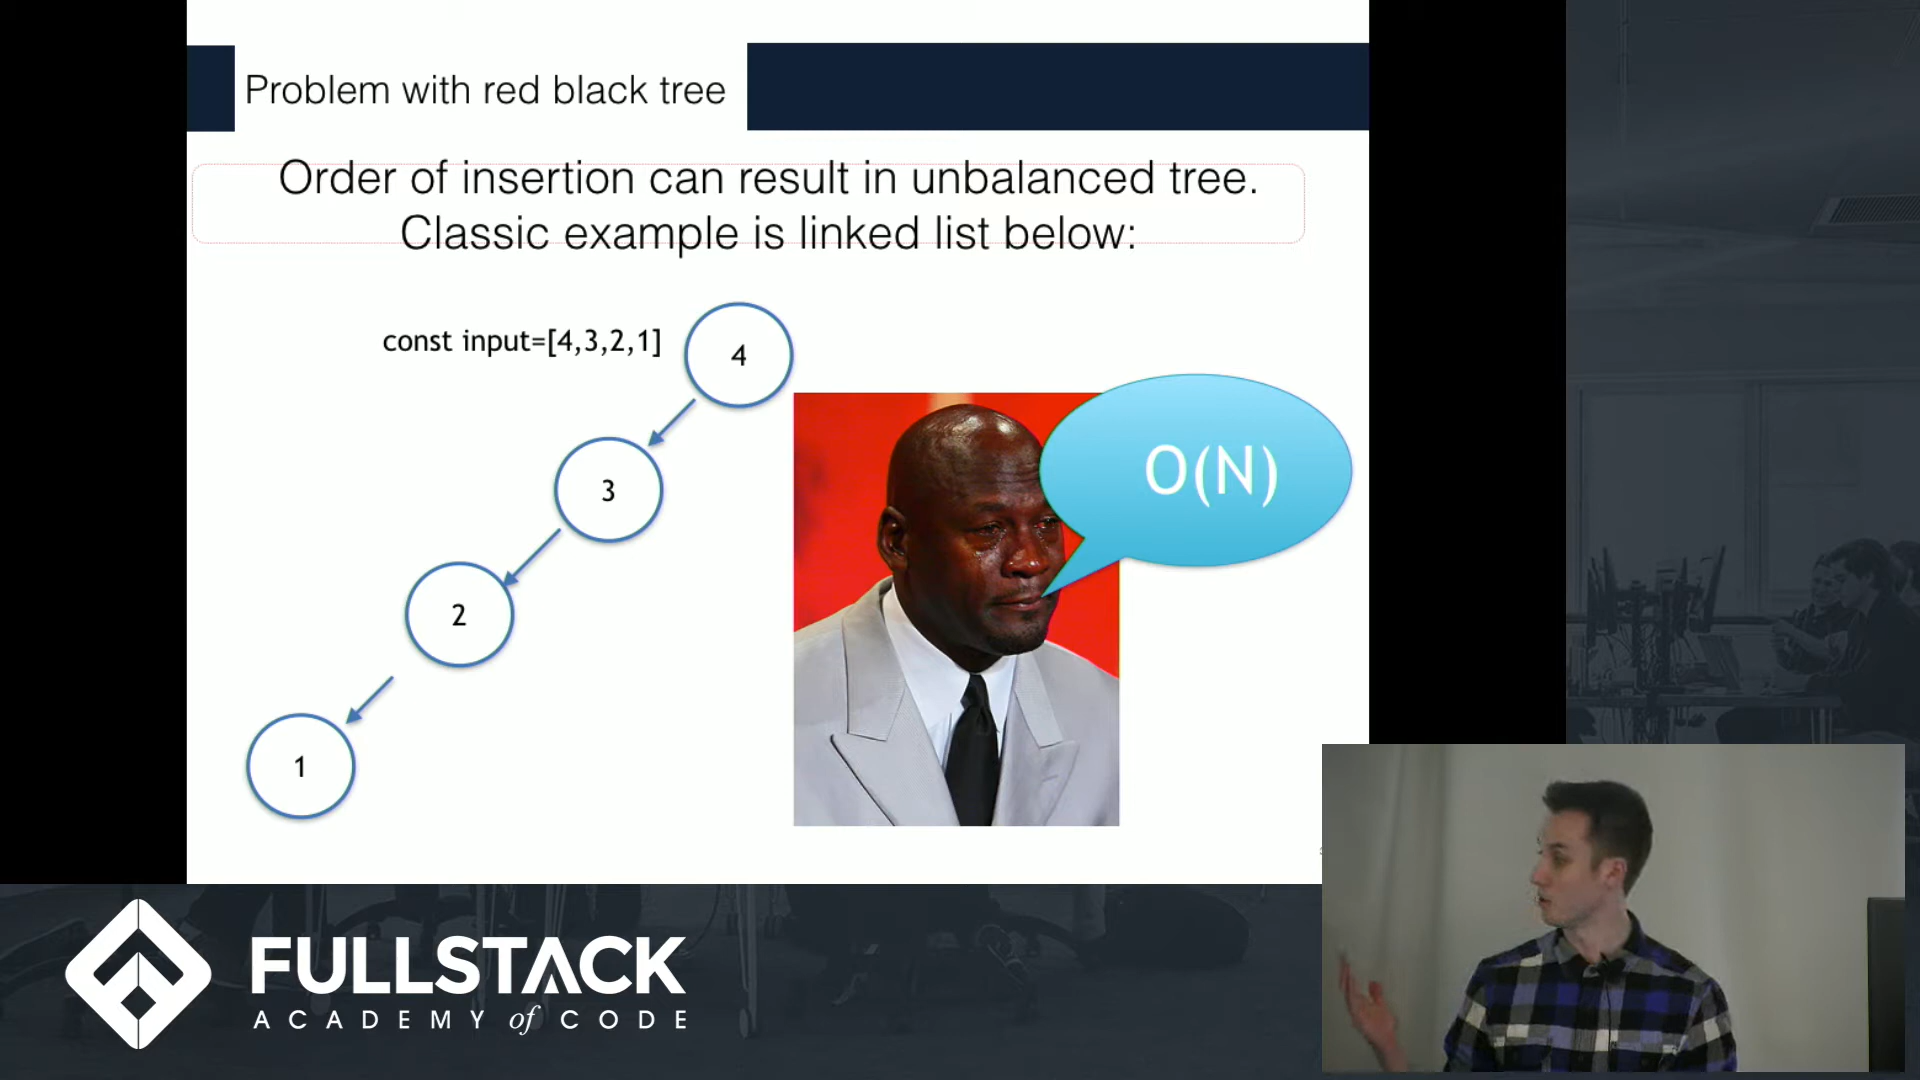 Problem with red black tree
Order of insertion can result in unbalanced tree.
Classic example is linked list below:
const input=[4,3,2,1]
4
3
2
1
O(N)
FULLSTACK
ACADEMY of CODE